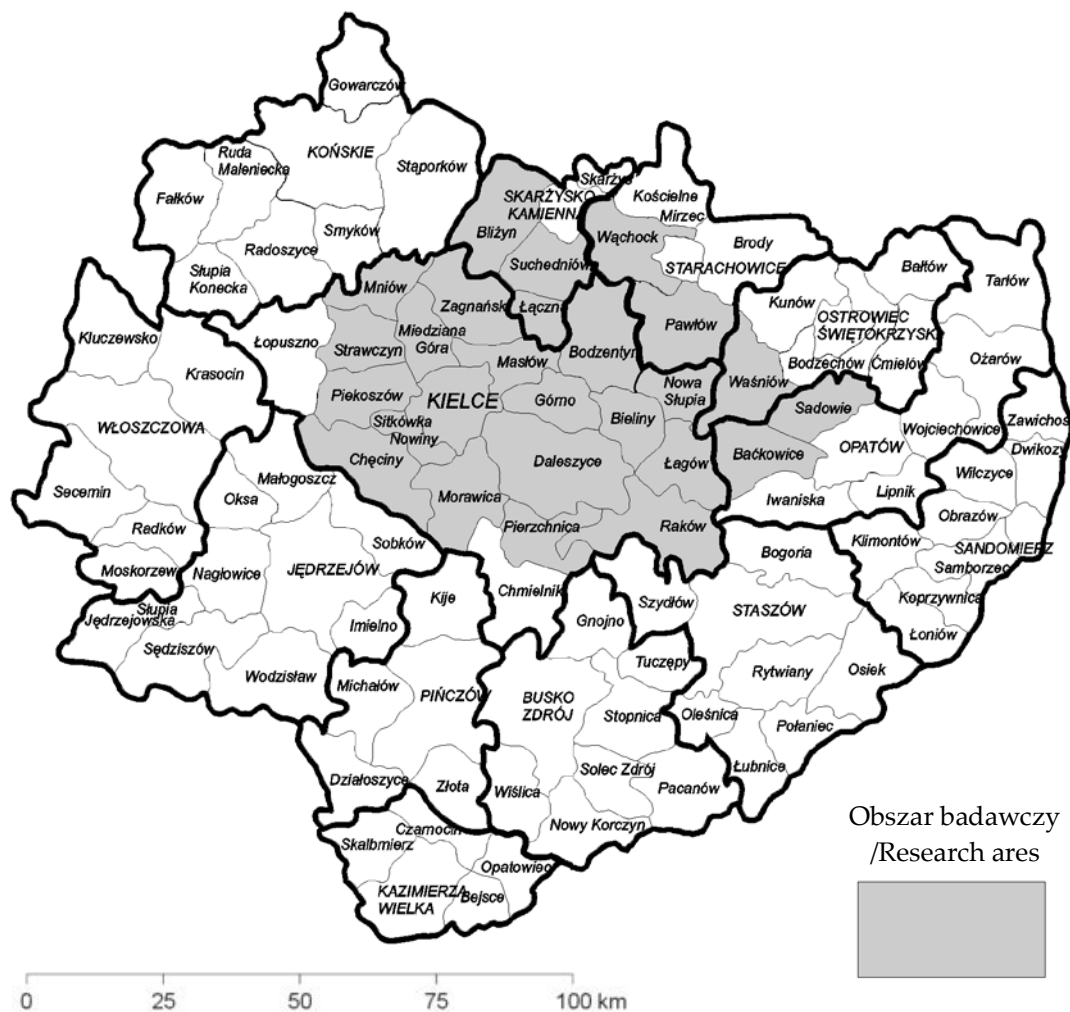 Gowarczów
Ruda
Maleniecka
KOŃSKIE
Stąporków
Fałków
Smyków
Radoszyce
Słupia
Konecka
Skarżys
SKARŻYSKO
KAMIENNA
Kościelne
Mirzec
Bliżyn
Wąchock
Suchedniów
Brody
STARACHOWICE
Bałtów
Tarłów
Mniów
Zagnańsk
Łączna
Kunów
OSTROWIEC
ŚWIĘTOKRZYSKI
Kluczewsko
Łopuszno
Miedziana
Góra
Strawczyn
Masłów
Bodzentyn
Pawłów
Bodzechów
Ćmielów
Ożarów
Krasocin
Piekoszów
KIELCE
Górno
Bieliny
Nowa
Słupia
Waśniów
Sadowie
Wojciechowice
Zawichos
WŁOSZCZOWA
Sitkówka
Nowiny
Chęciny
Daleszyce
Łagów
Baćkowice
OPATÓW
Dwikozy
Wilczyce
Secemin
Małogoszcz
Oksa
Morawica
Iwaniska
Lipnik
Radków
Pierzchnica
Raków
Obrazów
Moskorzew
Nagłowice
JĘDRZEJÓW
Sobków
Bogoria
Klimontów
SANDOMIERZ
Samborzec
Słupia
Jędrzejowska
Kije
Chmielnik
Szydłów
STASZÓW
Koprzywnica
Imielno
Gnojno
Łoniów
Sędziszów
Wodzisław
Michałów
PIŃCZÓW
Tuczępy
Rytwiany
Osiek
BUSKO
ZDRÓJ
Stopnica
Oleśnica
Połaniec
Działoszyce
Złota
Wiślica
Solec Zdrój
Pacanów
Łubnice
Czarnocin
Skalbmierz
Nowy Korczyn
Opatowiec
KAZIMIERZA
WIELKA
Bejsce
Obszar badawczy
/Research ares
0 25 50 75 100 km